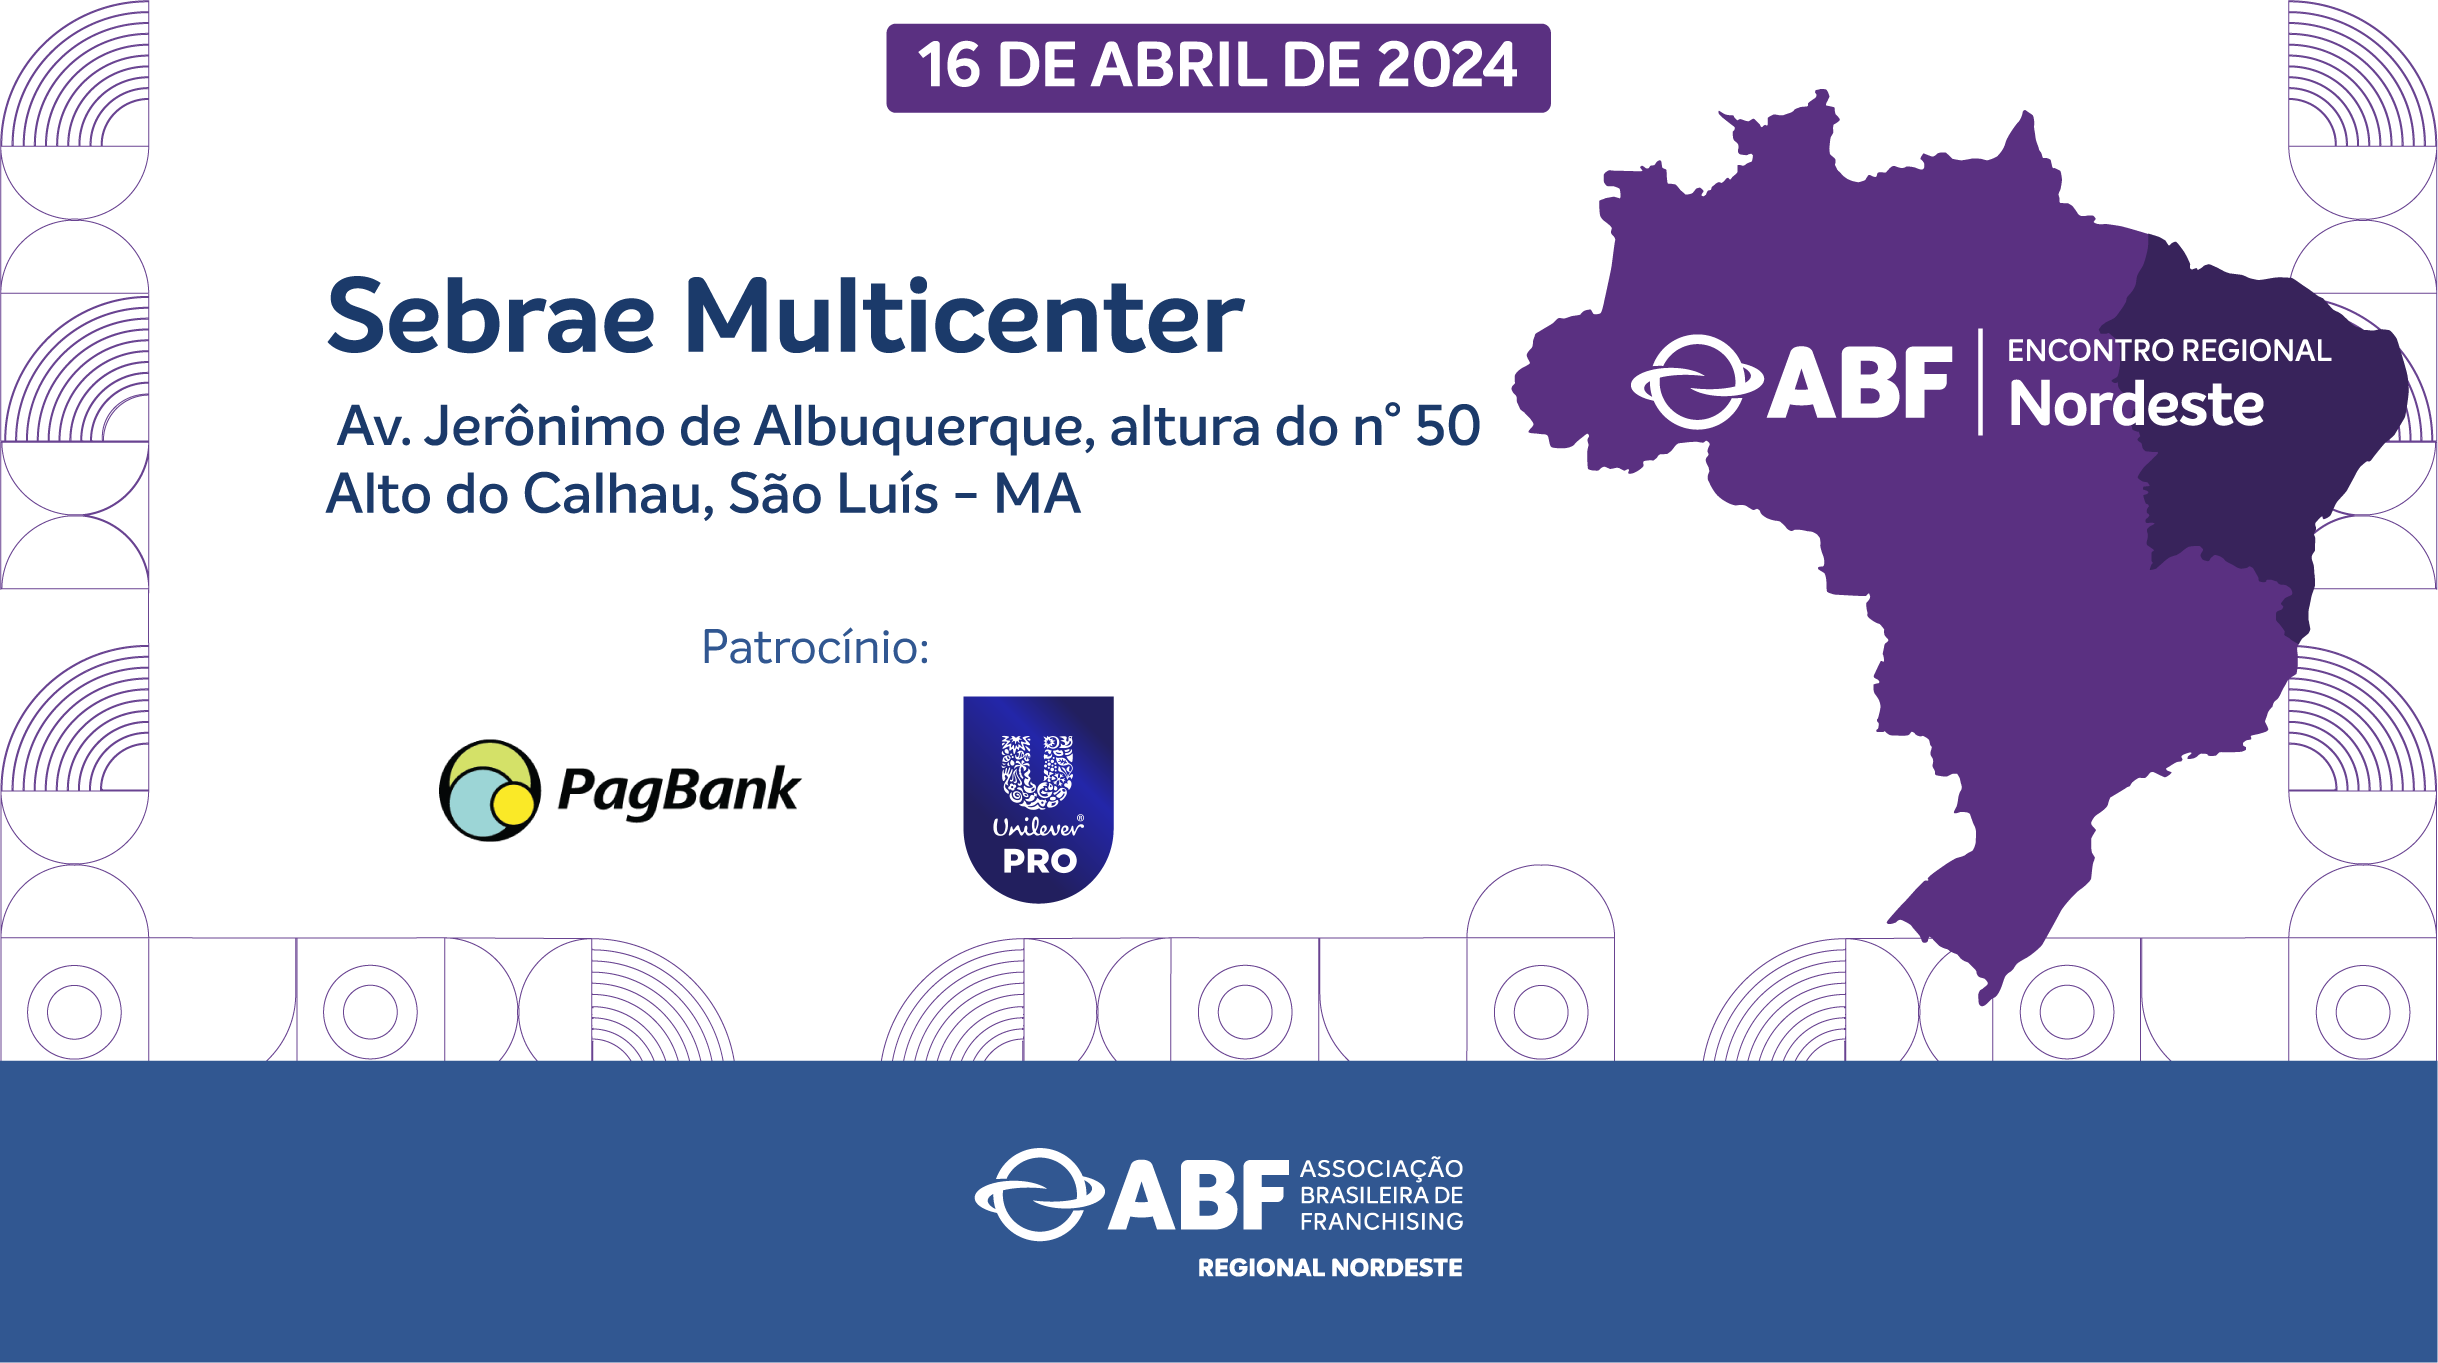 16 DE ABRIL DE 2024
Sebrae Multicenter
Av. Jerônimo de Albuquerque, altura do n° 50
Alto do Calhau, São Luís - MA
ABF
ENCONTRO REGIONAL
Nordeste
Patrocínio:
PagBank
Unilever®
PRO
ABF
ASSOCIAÇÃO
BRASILEIRA DE
FRANCHISING
REGIONAL NORDESTE